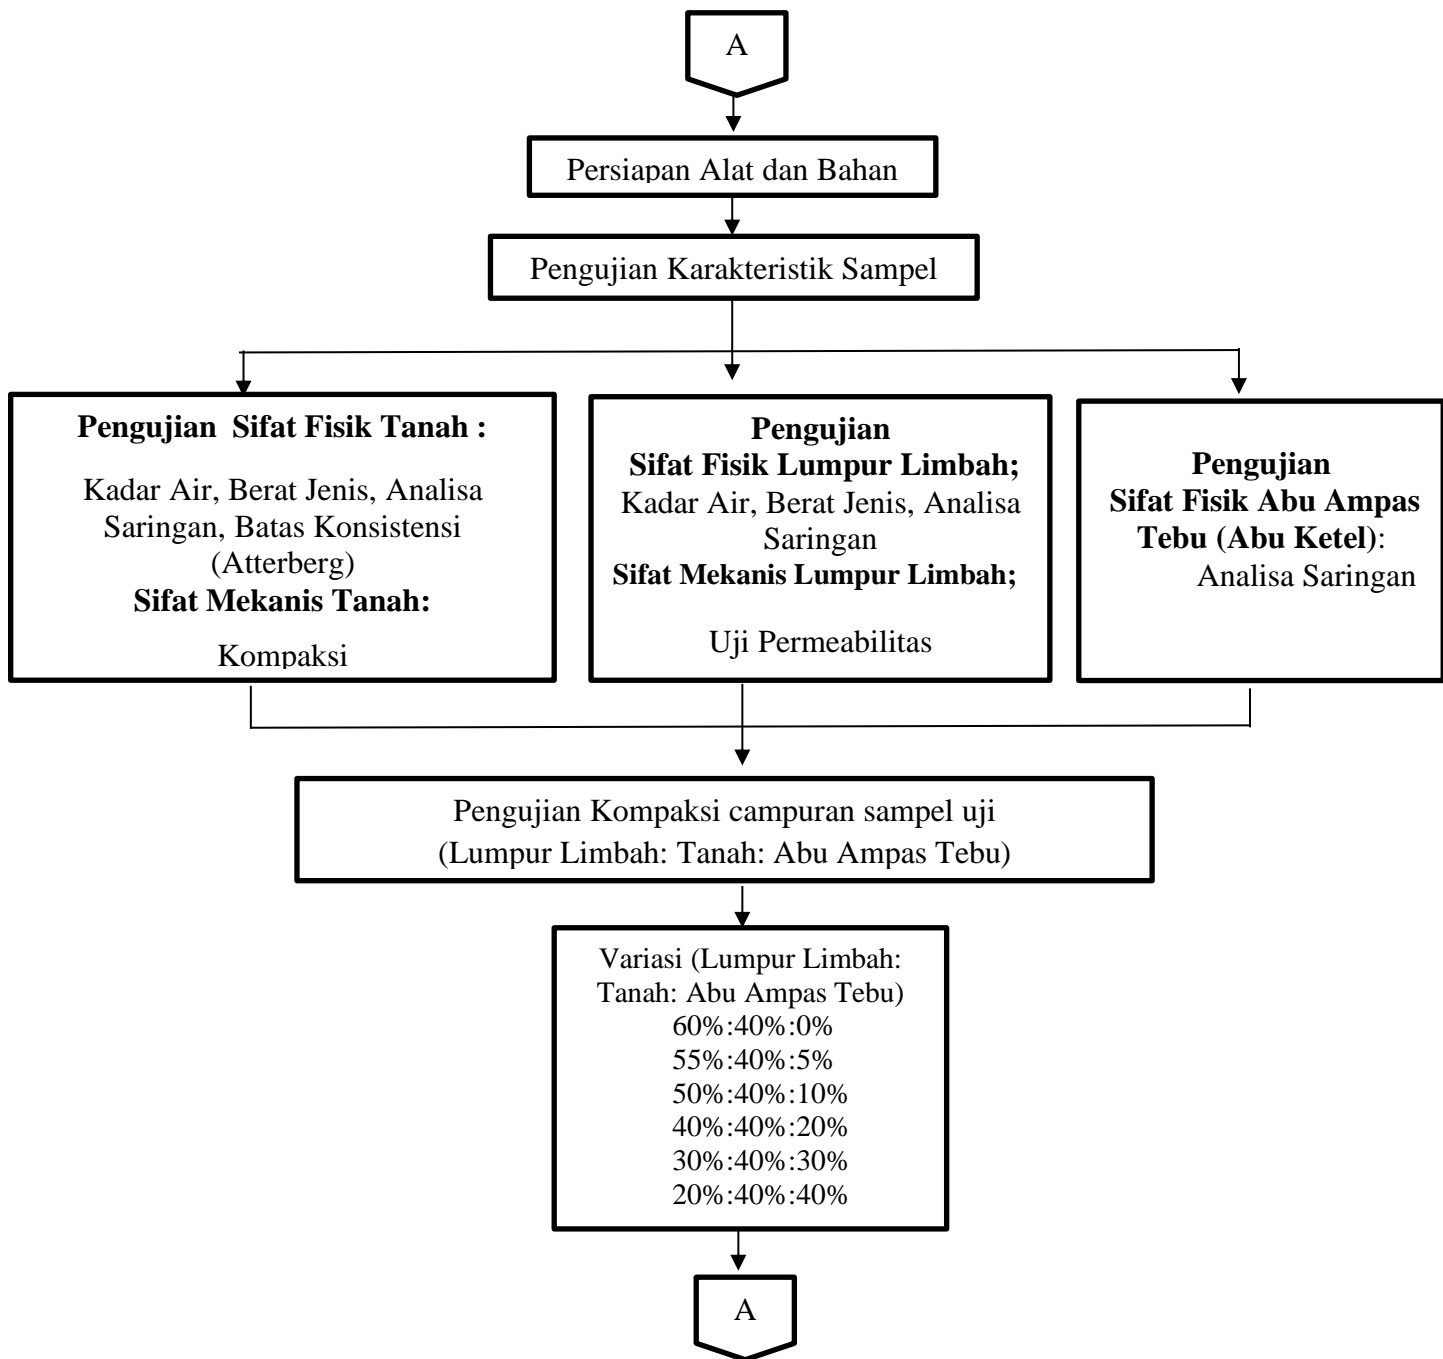 A
Persiapan Alat dan Bahan
Pengujian Karakteristik Sampel
Pengujian Sifat Fisik Tanah :
Kadar Air, Berat Jenis, Analisa
Saringan, Batas Konsistensi
(Atterberg)
Sifat Mekanis Tanah:
Kompaksi
Pengujian
Sifat Fisik Lumpur Limbah;
Kadar Air, Berat Jenis, Analisa
Saringan
Sifat Mekanis Lumpur Limbah;
Uji Permeabilitas
Pengujian
Sifat Fisik Abu Ampas
Tebu (Abu Ketel):
Analisa Saringan
Pengujian Kompaksi campuran sampel uji
(Lumpur Limbah: Tanah: Abu Ampas Tebu)
Variasi (Lumpur Limbah:
Tanah: Abu Ampas Tebu)
60%:40%:0%
55%:40%:5%
50%:40%:10%
40%:40%:20%
30%:40%:30%
20%:40%:40%
A